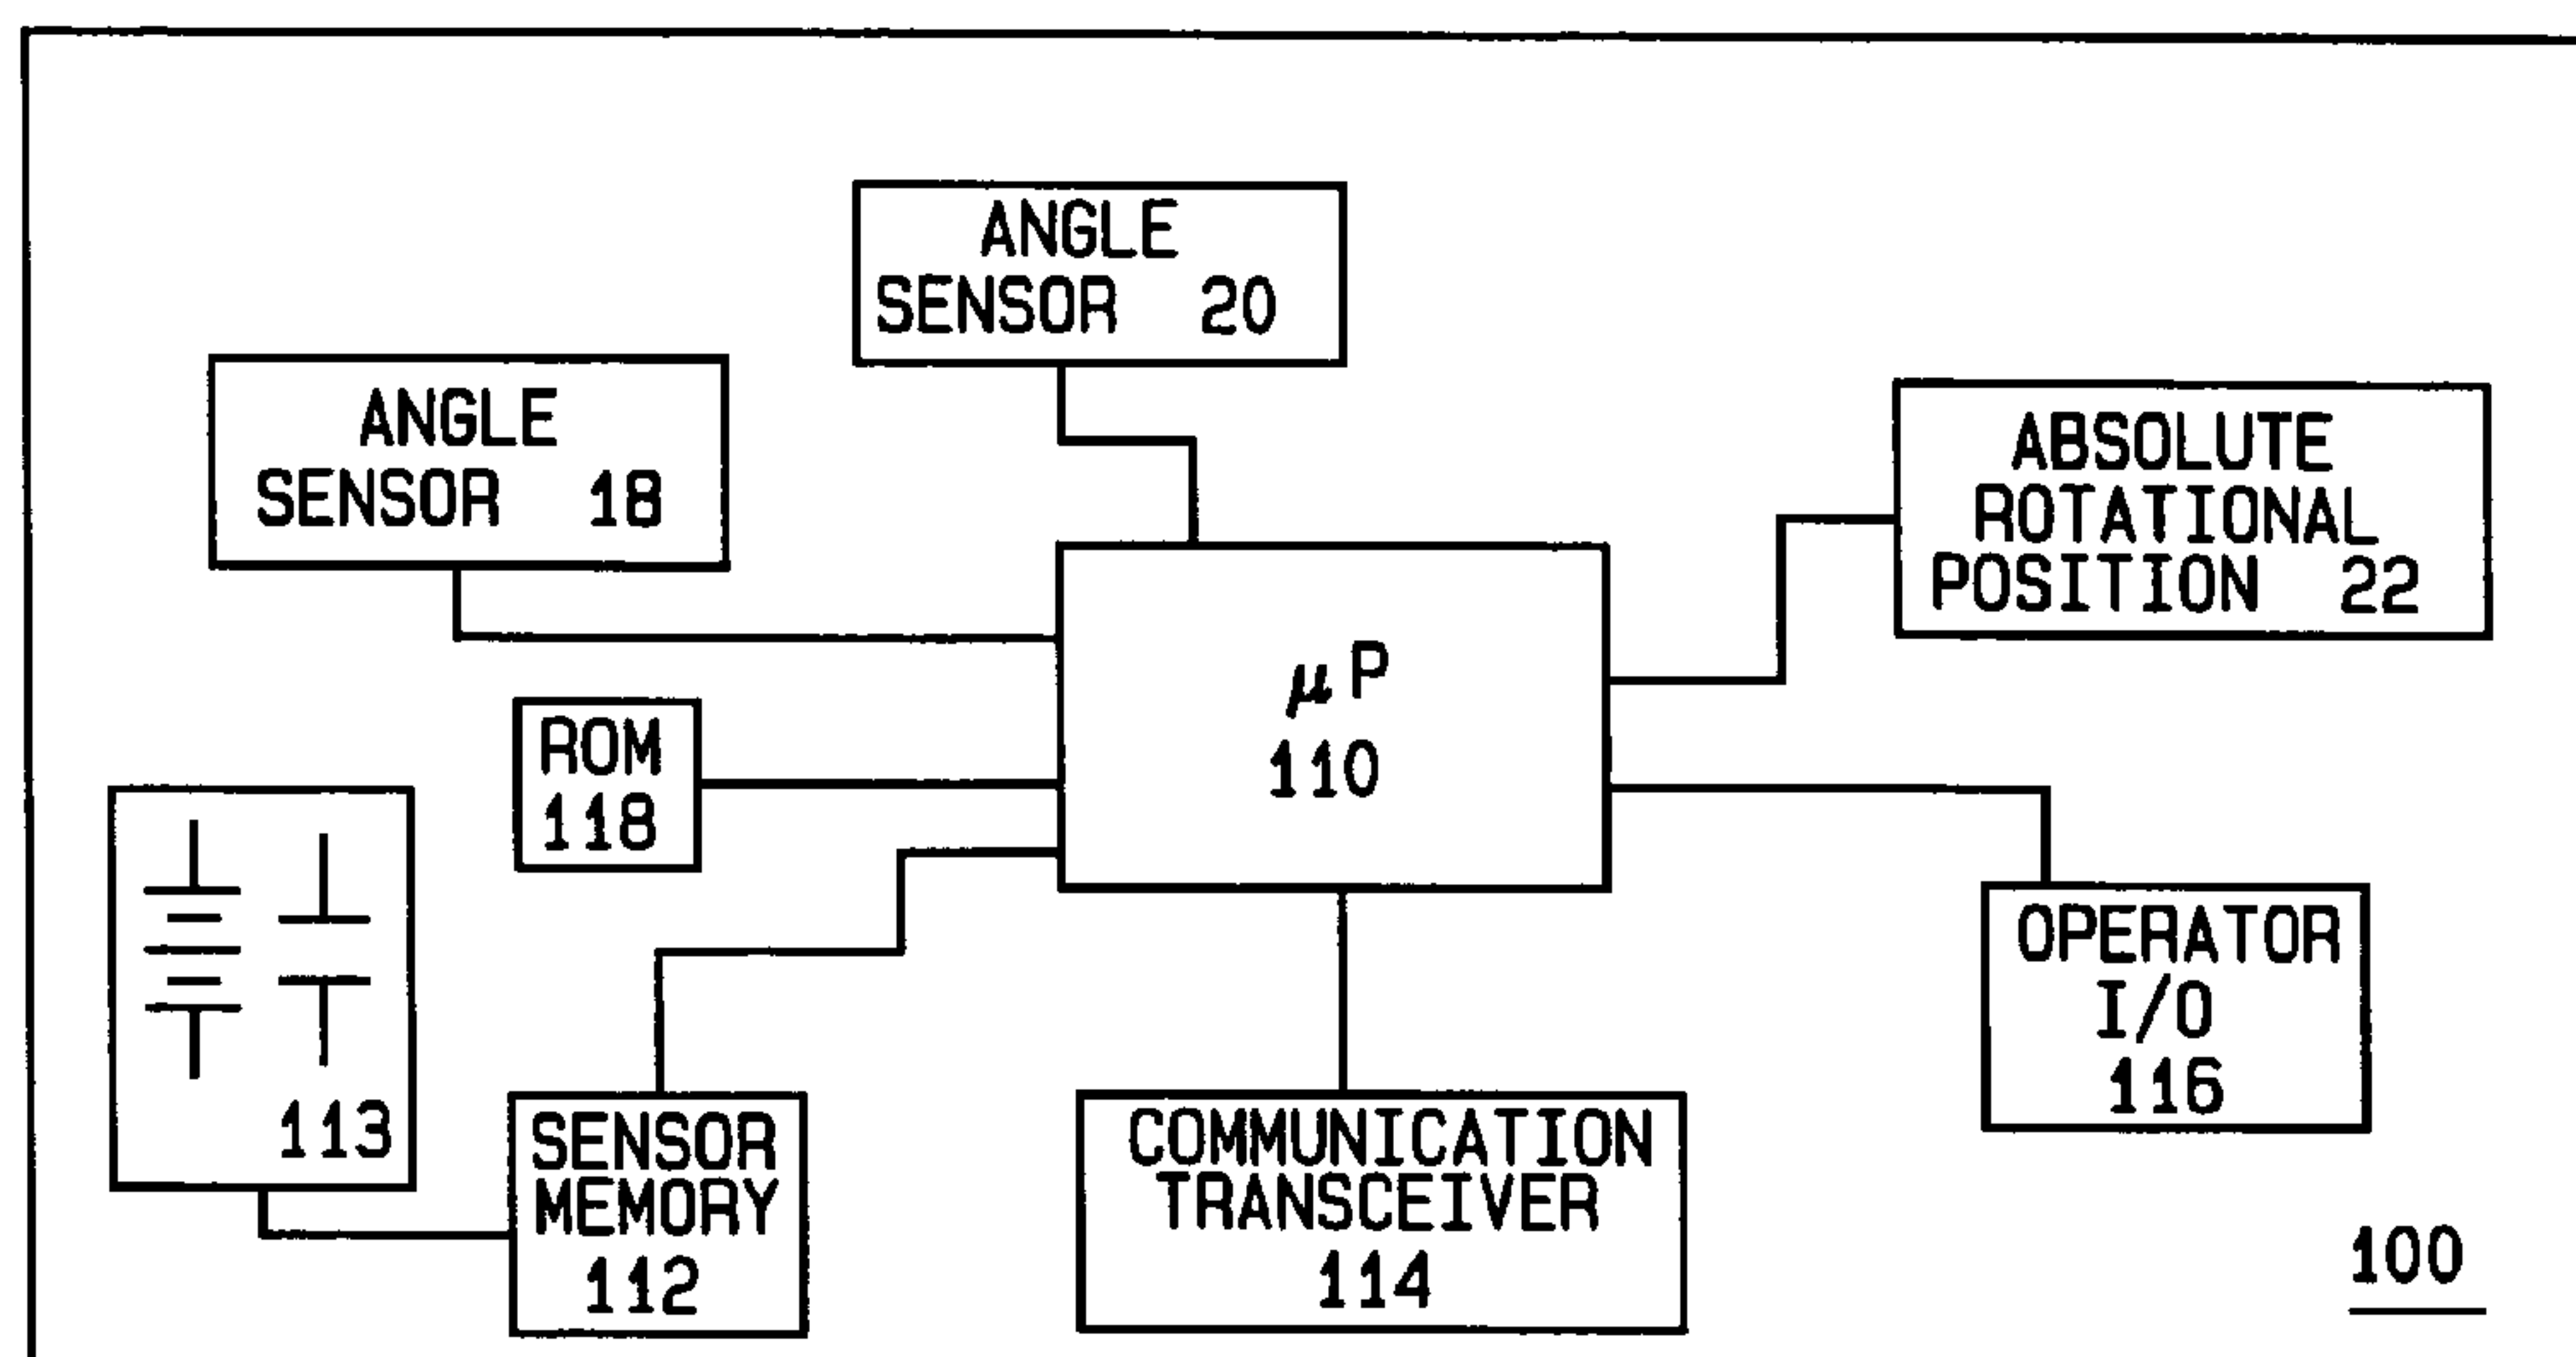 ANGLE
SENSOR 20
ANGLE
SENSOR 18
ABSOLUTE
ROTATIONAL
POSITION 22
μP
110
ROM
118
113
OPERATOR
I/O
116
SENSOR
MEMORY
112
COMMUNICATION
TRANSCEIVER
114
100